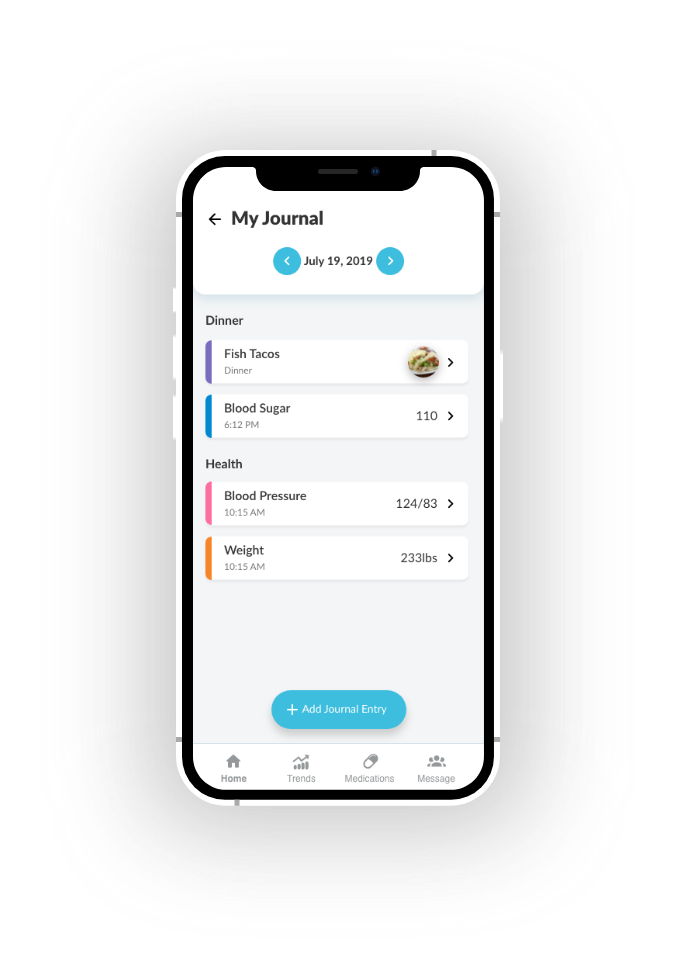 My Journal
July 19, 2019
Dinner
Fish Tacos
Dinner
Blood Sugar
6:12 PM
110
Health
Blood Pressure
10:15 AM
124/83
Weight
10:15 AM
233lbs
Add Journal Entry
Home
Trends
Medications
Message